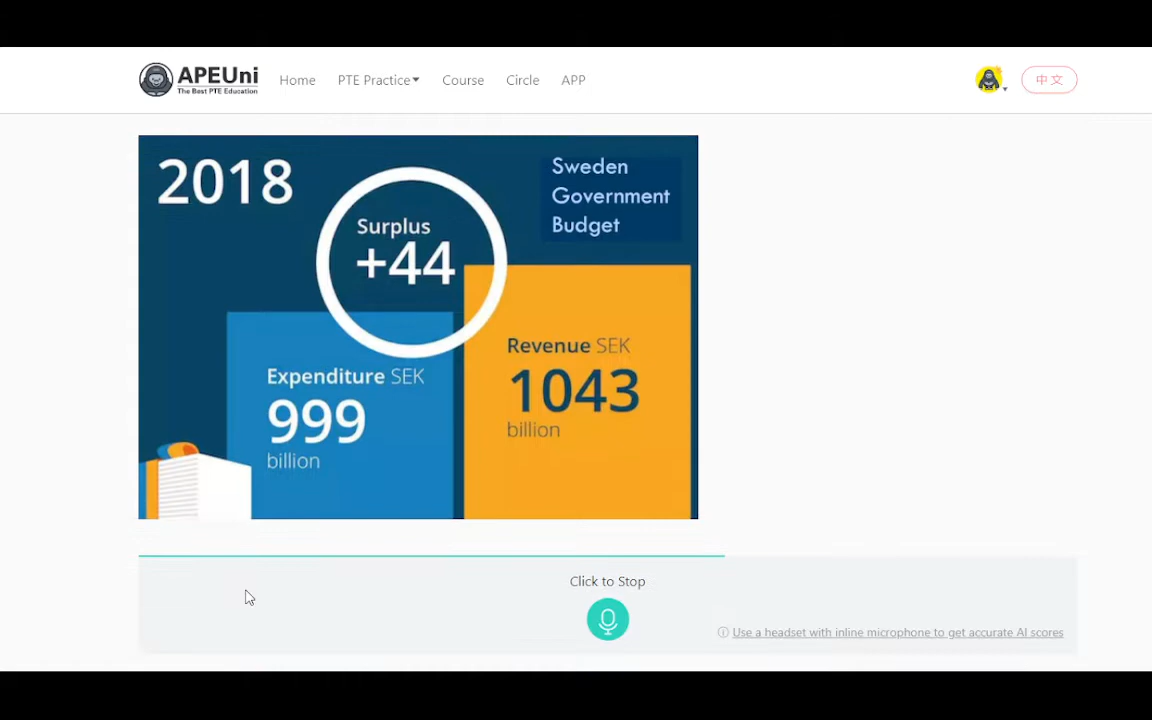 APEUni
The Best PTE Education
Home PTE Practice Course Circle APP
中文
2018
Sweden
Government
Budget
Surplus
+44
Expenditure SEK
999
billion
Revenue SEK
1043
billion
Click to Stop
Use a headset with inline microphone to get accurate AI scores